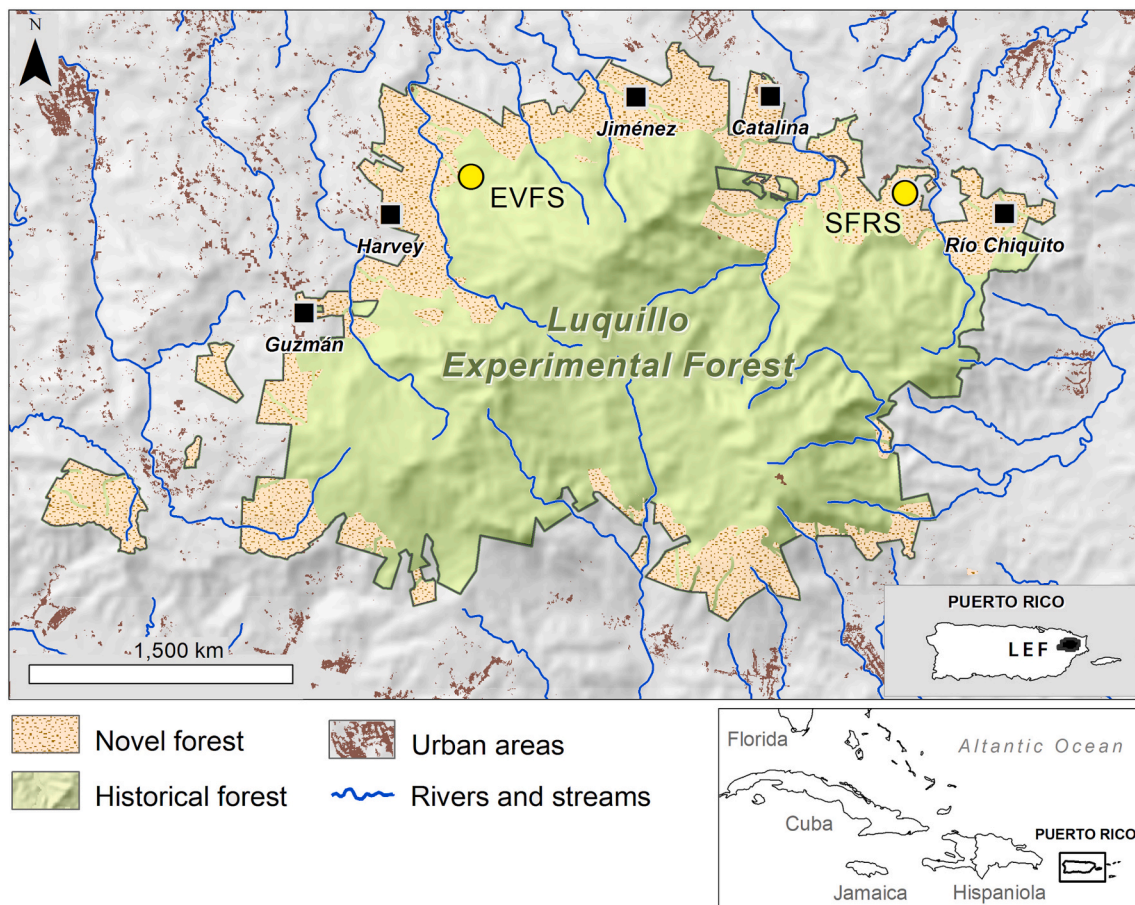 N
Jiménez
Catalina
EVFS
SFRS
Harvey
Río Chiquito
Guzmán
Luquillo
Experimental Forest
1,500 km
PUERTO RICO
LEF
Novel forest
Urban areas
Historical forest
Rivers and streams
Florida
Altantic Ocean
Cuba
PUERTO RICO
Jamaica
Hispaniola